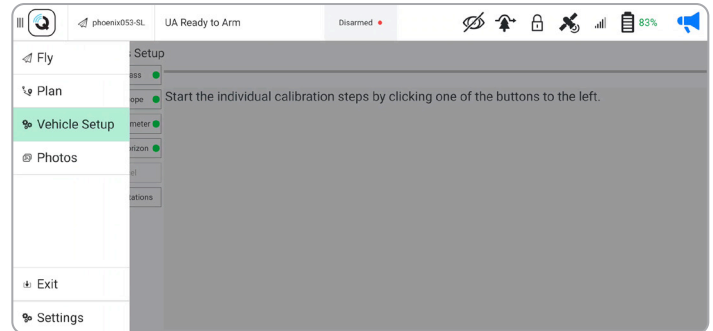 phoenix053-SL UA Ready to Arm Disarmed 83%
Fly
Plan
Vehicle Setup
Photos
Exit
Settings
Setup
Start the individual calibration steps by clicking one of the buttons to the left.